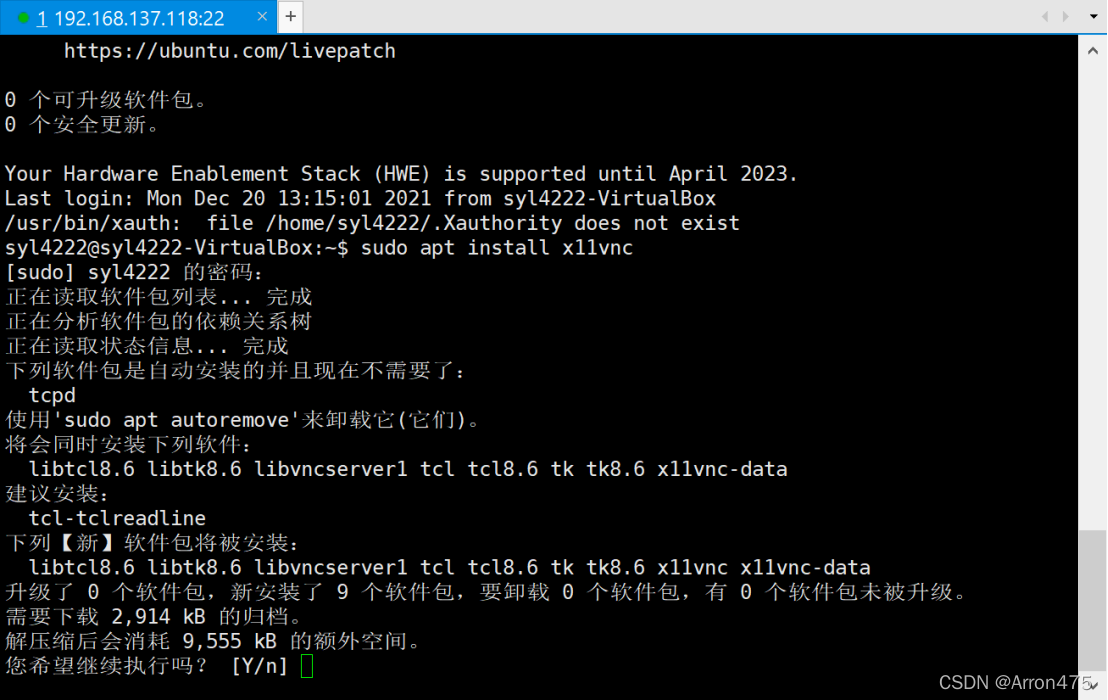 1 192.168.137.118:22 × +
https://ubuntu.com/livepatch
0 个可升级软件包。
0 个安全更新。
Your Hardware Enablement Stack (HWE) is supported until April 2023.
Last login: Mon Dec 20 13:15:01 2021 from syl4222-VirtualBox
/usr/bin/xauth:  file /home/syl4222/.Xauthority does not exist
syl4222@syl4222-VirtualBox:~$ sudo apt install x11vnc
[sudo] syl4222 的密码：
正在读取软件包列表... 完成
正在分析软件包的依赖关系树
正在读取状态信息... 完成
下列软件包是自动安装的并且现在不需要了：
tcpd
使用'sudo apt autoremove'来卸载它(它们)。
将会同时安装下列软件：
libtcl8.6 libtk8.6 libvncserver1 tcl tcl8.6 tk tk8.6 x11vnc-data
建议安装：
tcl-tclreadline
下列【新】软件包将被安装：
libtcl8.6 libtk8.6 libvncserver1 tcl tcl8.6 tk tk8.6 x11vnc x11vnc-data
升级了 0 个软件包，新安装了 9 个软件包，要卸载 0 个软件包，有 0 个软件包未被升级。
需要下载 2,914 kB 的归档。
解压缩后会消耗 9,555 kB 的额外空间。
您希望继续执行吗？ [Y/n]
CSDN @Arron475